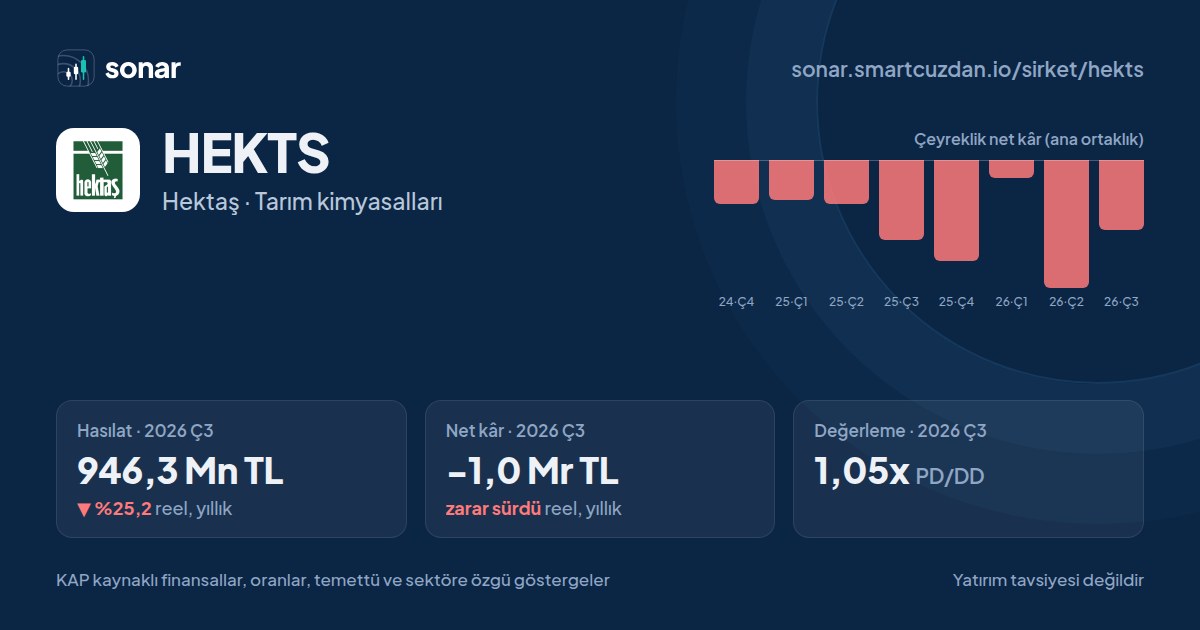 sonar
sonar.smartcuzdan.io/sirket/hekts
hektaş
HEKTS
Hektaş · Tarım kimyasalları
Çeyreklik net kâr (ana ortaklık)
24·Ç4 25·Ç1 25·Ç2 25·Ç3 25·Ç4 26·Ç1 26·Ç2 26·Ç3
Hasılat · 2026 Ç3
946,3 Mn TL
▼ %25,2 reel, yıllık
Net kâr · 2026 Ç3
−1,0 Mr TL
zarar sürdü reel, yıllık
Değerleme · 2026 Ç3
1,05x PD/DD
KAP kaynaklı finansallar, oranlar, temettü ve sektöre özgü göstergeler
Yatırım tavsiyesi değildir